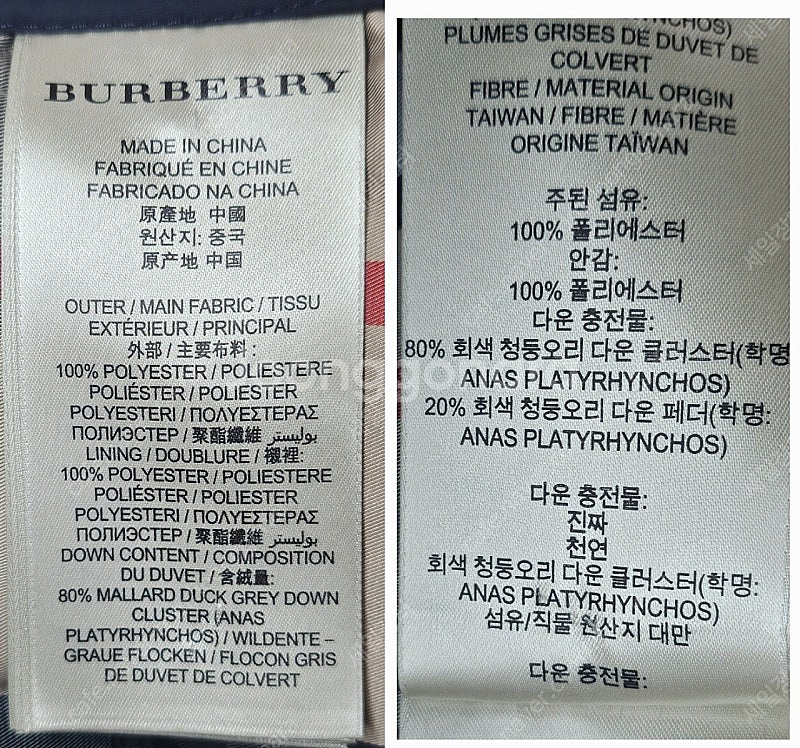 BURBERRY
MADE IN CHINA
FABRIQUÉ EN CHINE
FABRICADO NA CHINA
原產地 中國
원산지: 중국
原产地 中国
OUTER / MAIN FABRIC / TISSU
EXTÉRIEUR / PRINCIPAL
外部 / 主要布料 :
100% POLYESTER / POLIESTERE
POLIÉSTER / POLIESTER
POLYESTERI / ΠΟΛΥΕΣΤΕΡΑΣ
ПОЛИЭСТЕР / 聚酯纖維 بوليستر
LINING / DOUBLURE / 襯裡:
100% POLYESTER / POLIESTERE
POLIÉSTER / POLIESTER
POLYESTERI / ΠΟΛΥΕΣΤΕΡΑΣ
ПОЛИЭСТЕР / 聚酯纖維 بوليستر
DOWN CONTENT / COMPOSITION
DU DUVET / 含絨量:
80% MALLARD DUCK GREY DOWN
CLUSTER (ANAS
PLATYRHYNCHOS) / WILDENTE –
GRAUE FLOCKEN / FLOCON GRIS
DE DUVET DE COLVERT
PLUMES GRISES DE DUVET DE
COLVERT
FIBRE / MATERIAL ORIGIN
TAIWAN / FIBRE / MATIÈRE
ORIGINE TAÏWAN
주된 섬유:
100% 폴리에스터
안감:
100% 폴리에스터
다운 충전물:
80% 회색 청둥오리 다운 클러스터(학명
ANAS PLATYRHYNCHOS)
20% 회색 청둥오리 다운 페더(학명:
ANAS PLATYRHYNCHOS)
다운 충전물:
진짜
천연
회색 청둥오리 다운 클러스터(학명:
ANAS PLATYRHYNCHOS)
섬유/직물 원산지 대만
다운 충전물: